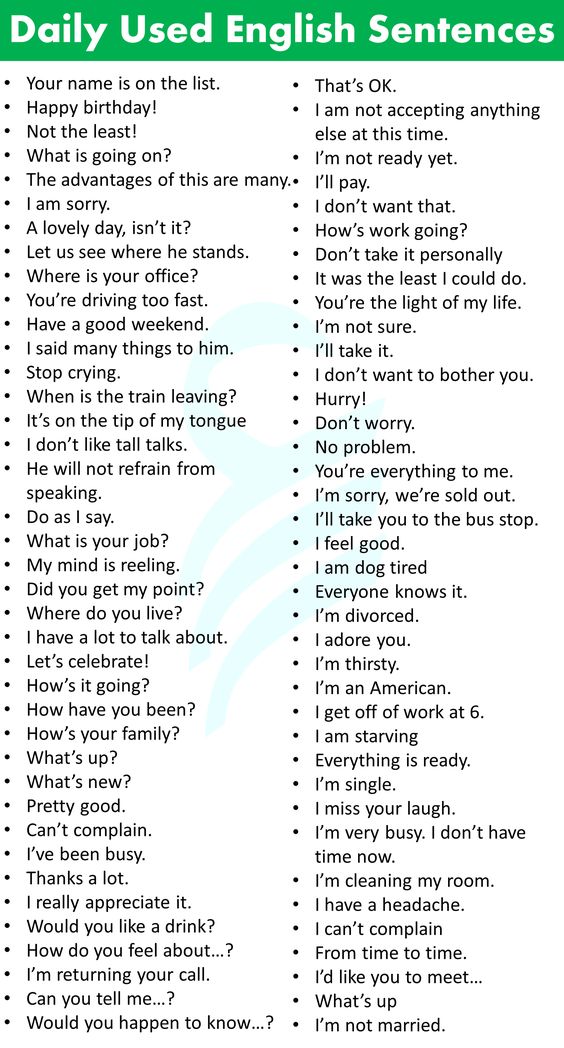 Daily Used English Sentences
• Your name is on the list.
• Happy birthday!
• Not the least!
• What is going on?
• The advantages of this are many.
• I am sorry.
• A lovely day, isn’t it?
• Let us see where he stands.
• Where is your office?
• You’re driving too fast.
• Have a good weekend.
• I said many things to him.
• Stop crying.
• When is the train leaving?
• It’s on the tip of my tongue
• I don’t like tall talks.
• He will not refrain from
speaking.
• Do as I say.
• What is your job?
• My mind is reeling.
• Did you get my point?
• Where do you live?
• I have a lot to talk about.
• Let’s celebrate!
• How’s it going?
• How have you been?
• How’s your family?
• What’s up?
• What’s new?
• Pretty good.
• Can’t complain.
• I’ve been busy.
• Thanks a lot.
• I really appreciate it.
• Would you like a drink?
• How do you feel about…?
• I’m returning your call.
• Can you tell me…?
• Would you happen to know…?
• That’s OK.
• I am not accepting anything
else at this time.
• I’m not ready yet.
• I’ll pay.
• I don’t want that.
• How’s work going?
• Don’t take it personally
• It was the least I could do.
• You’re the light of my life.
• I’m not sure.
• I’ll take it.
• I don’t want to bother you.
• Hurry!
• Don’t worry.
• No problem.
• You’re everything to me.
• I’m sorry, we’re sold out.
• I’ll take you to the bus stop.
• I feel good.
• I am dog tired
• Everyone knows it.
• I’m divorced.
• I adore you.
• I’m thirsty.
• I’m an American.
• I get off of work at 6.
• I am starving
• Everything is ready.
• I’m single.
• I miss your laugh.
• I’m very busy. I don’t have
time now.
• I’m cleaning my room.
• I have a headache.
• I can’t complain
• From time to time.
• I’d like you to meet…
• What’s up
• I’m not married.